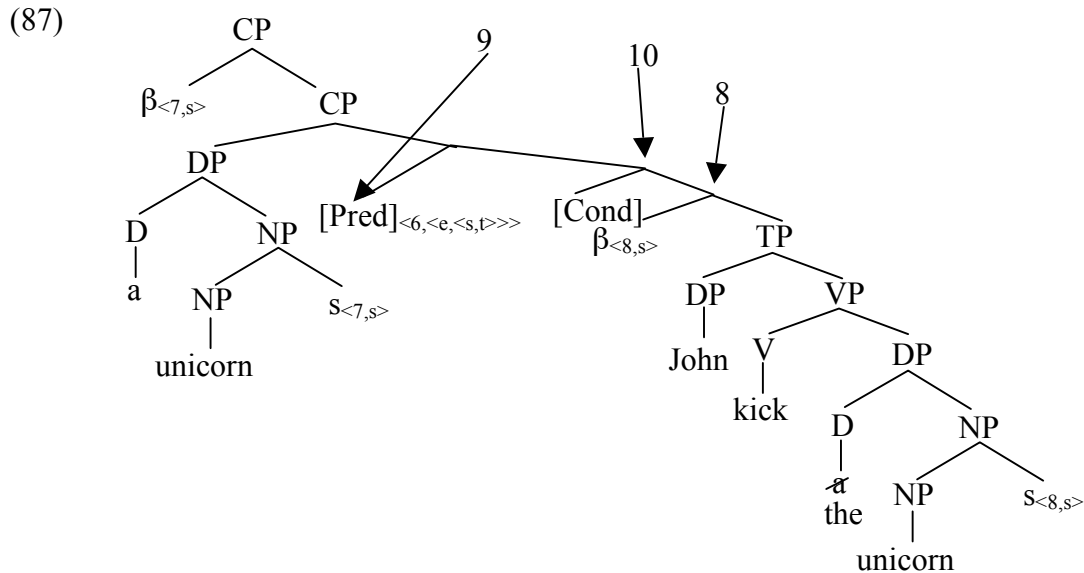 (87)
CP 9
10
β<7,s> CP 8
DP
[Pred]<6,<e,<s,t>>> [Cond]
D NP β<8,s> TP
a NP s<7,s> DP VP
unicorn John V DP
kick
D NP
a NP s<8,s>
the
unicorn